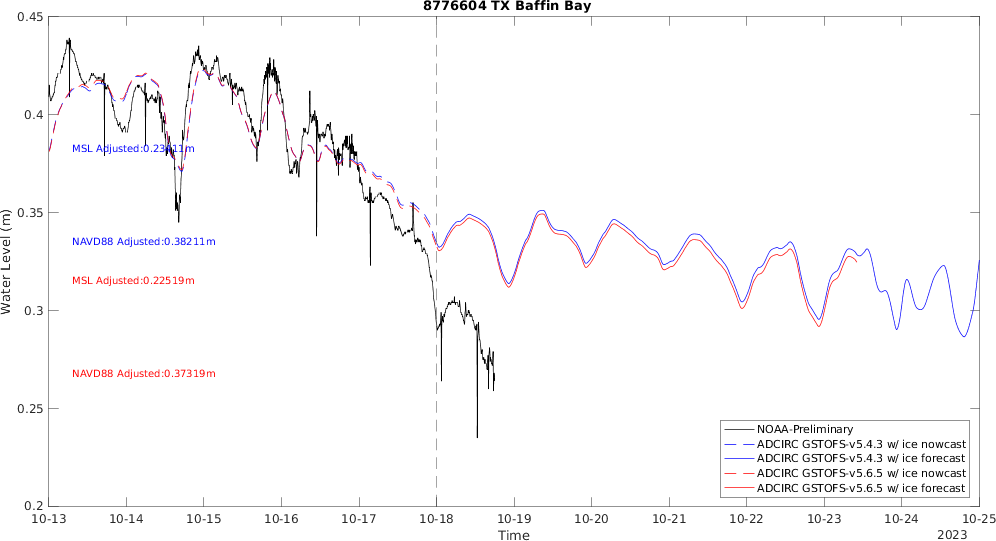 8776604 TX Baffin Bay
Water Level (m)
0.45
0.4
0.35
0.3
0.25
0.2
MSL Adjusted:
NAVD88 Adjusted:0.38211m
MSL Adjusted:0.22519m
NAVD88 Adjusted:0.37319m
NOAA-Preliminary
ADCIRC GSTOFS-v5.4.3 w/ ice nowcast
ADCIRC GSTOFS-v5.4.3 w/ ice forecast
ADCIRC GSTOFS-v5.6.5 w/ ice nowcast
ADCIRC GSTOFS-v5.6.5 w/ ice forecast
10-13 10-14 10-15 10-16 10-17 10-18 10-19 10-20 10-21 10-22 10-23 10-24 10-25
Time
2023